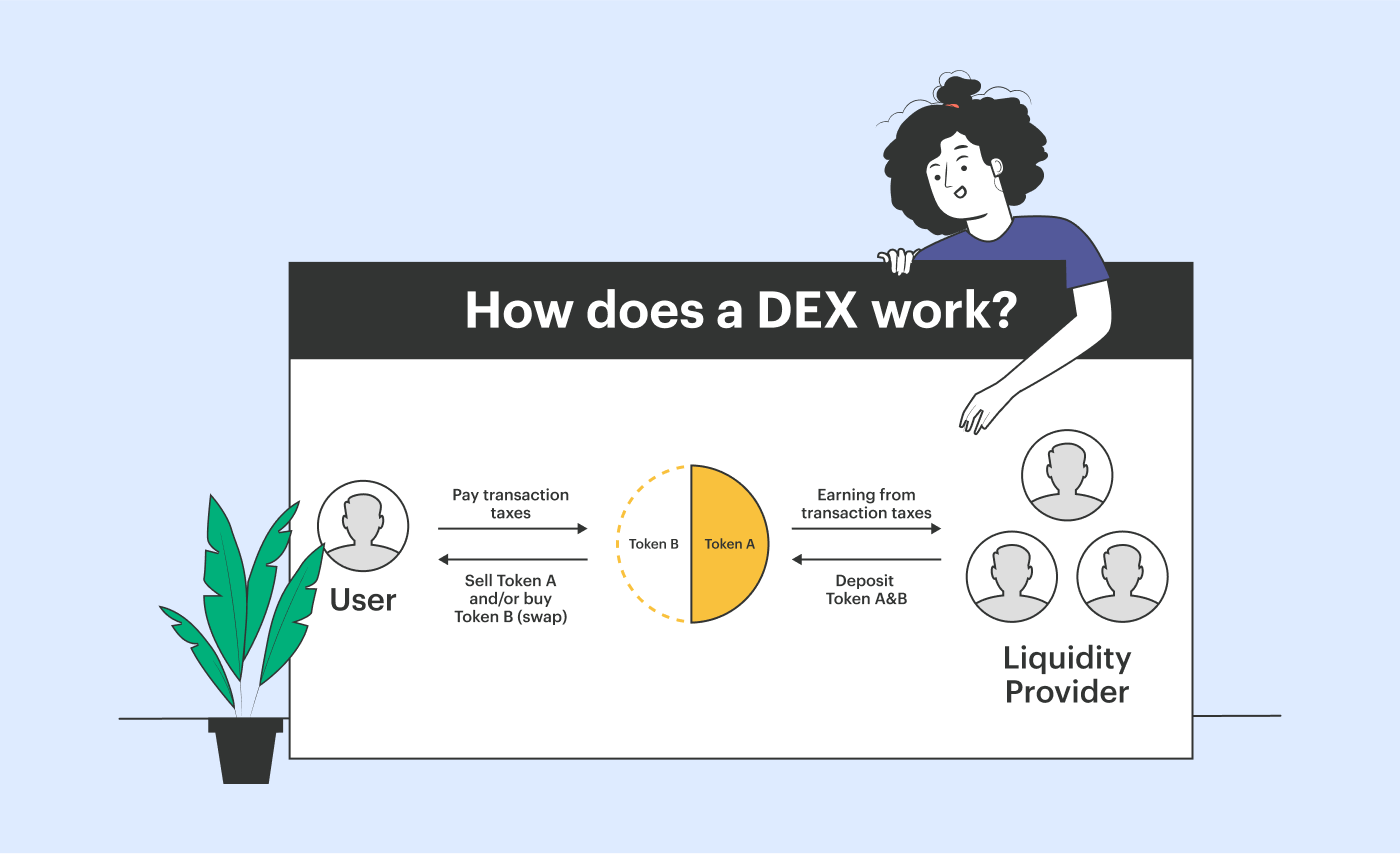 How does a DEX work?
Pay transaction
taxes
Sell Token A
and/or buy
Token B (swap)
User
Token B
Token A
Earning from
transaction taxes
Deposit
Token A&B
Liquidity
Provider